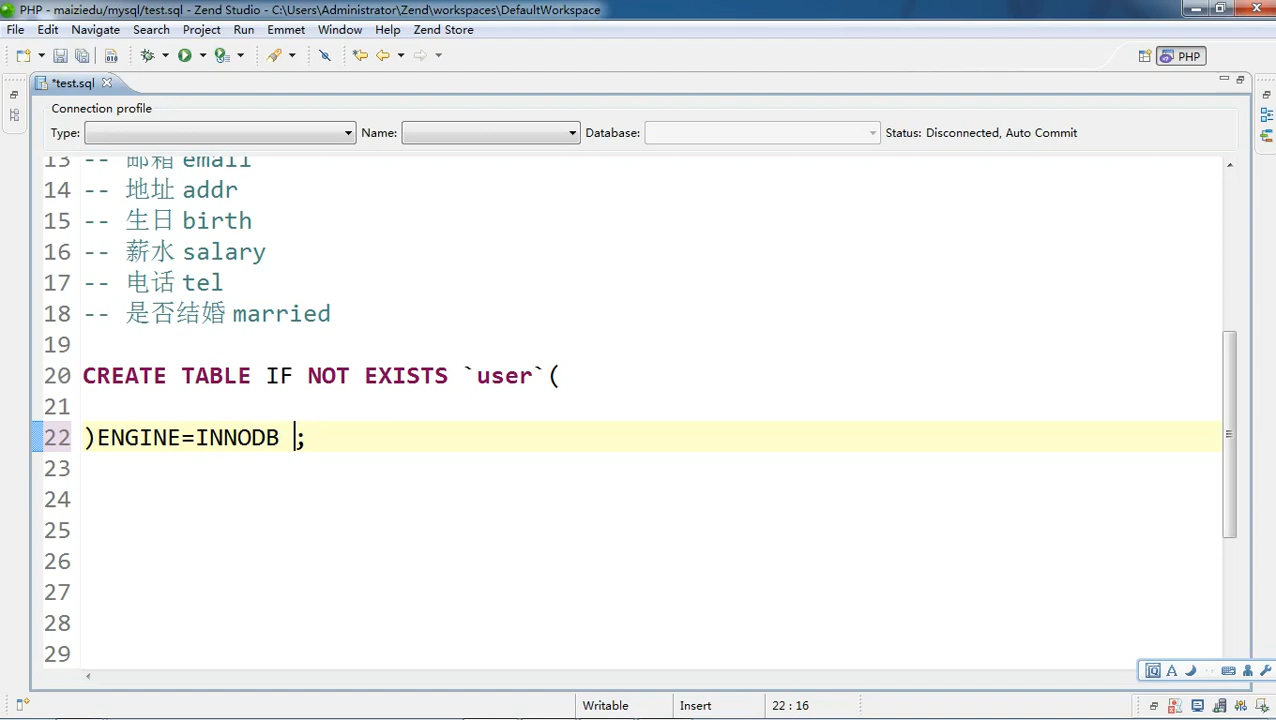 PHP - maiziedu/mysql/test.sql - Zend Studio - C:\Users\Administrator\Zend\workspaces\DefaultWorkspace
File Edit Navigate Search Project Run Emmet Window Help Zend Store
PHP
*test.sql
Connection profile
Type: Name: Database: Status: Disconnected, Auto Commit
13 -- 邮箱 email
14 -- 地址 addr
15 -- 生日 birth
16 -- 薪水 salary
17 -- 电话 tel
18 -- 是否结婚 married
19
20 CREATE TABLE IF NOT EXISTS `user`(
21
22 )ENGINE=INNODB ;
23
24
25
26
27
28
29
Writable Insert 22 : 16